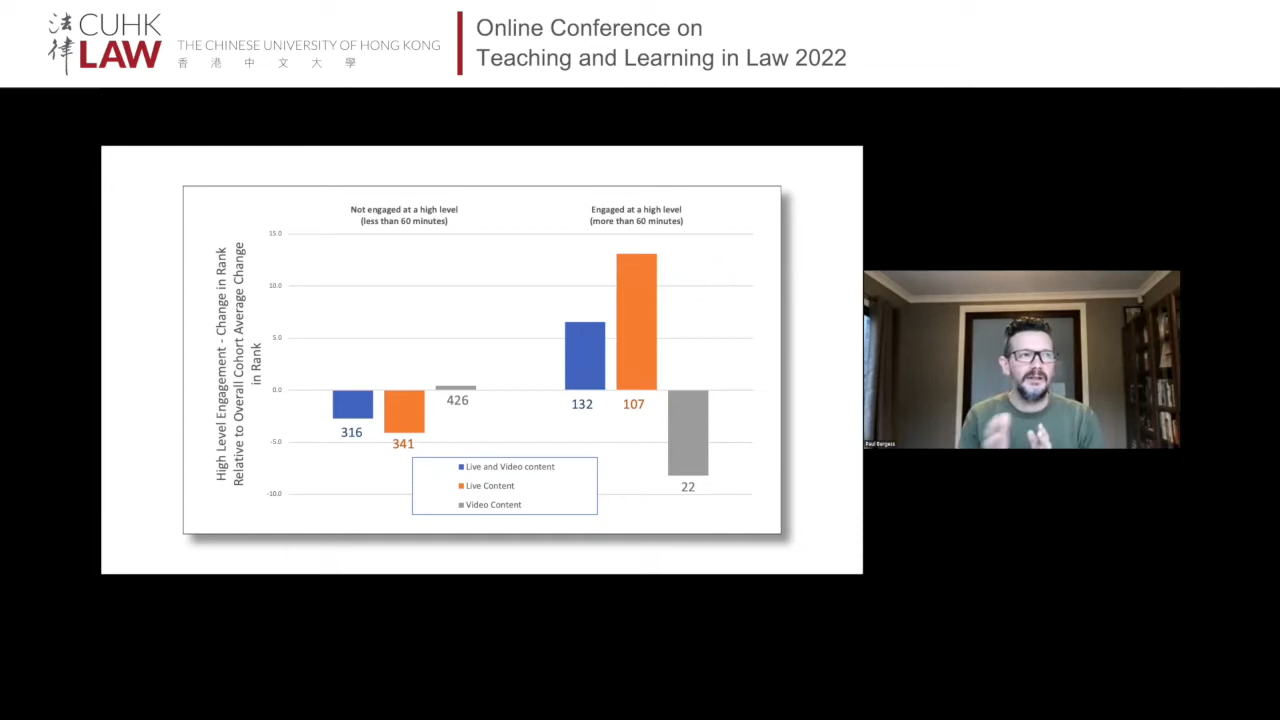 法律
CUHK
LAW
THE CHINESE UNIVERSITY OF HONG KONG
香港中文大學
Online Conference on
Teaching and Learning in Law 2022
Not engaged at a high level
(less than 60 minutes)
Engaged at a high level
(more than 60 minutes)
High Level Engagement - Change in Rank
Relative to Overall Cohort Average Change
in Rank
15.0
10.0
5.0
0.0
-5.0
-10.0
316
341
426
132
107
22
Live and Video content
Live Content
Video Content
Paul Burgess